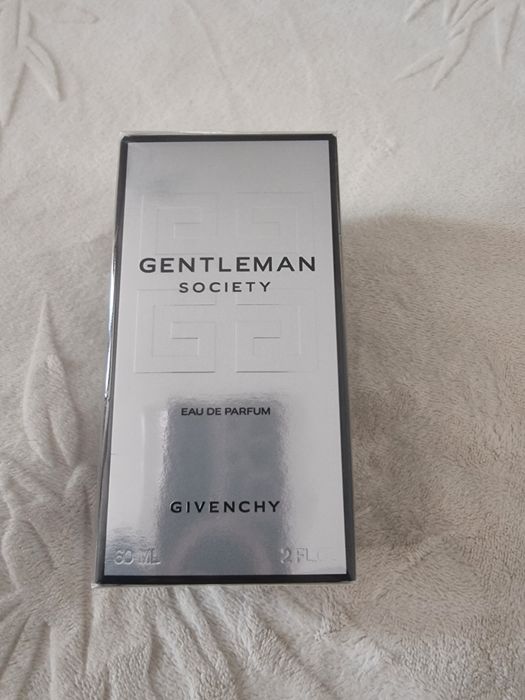 GENTLEMAN
SOCIETY
EAU DE PARFUM
GIVENCHY
60 ML 2 FL.